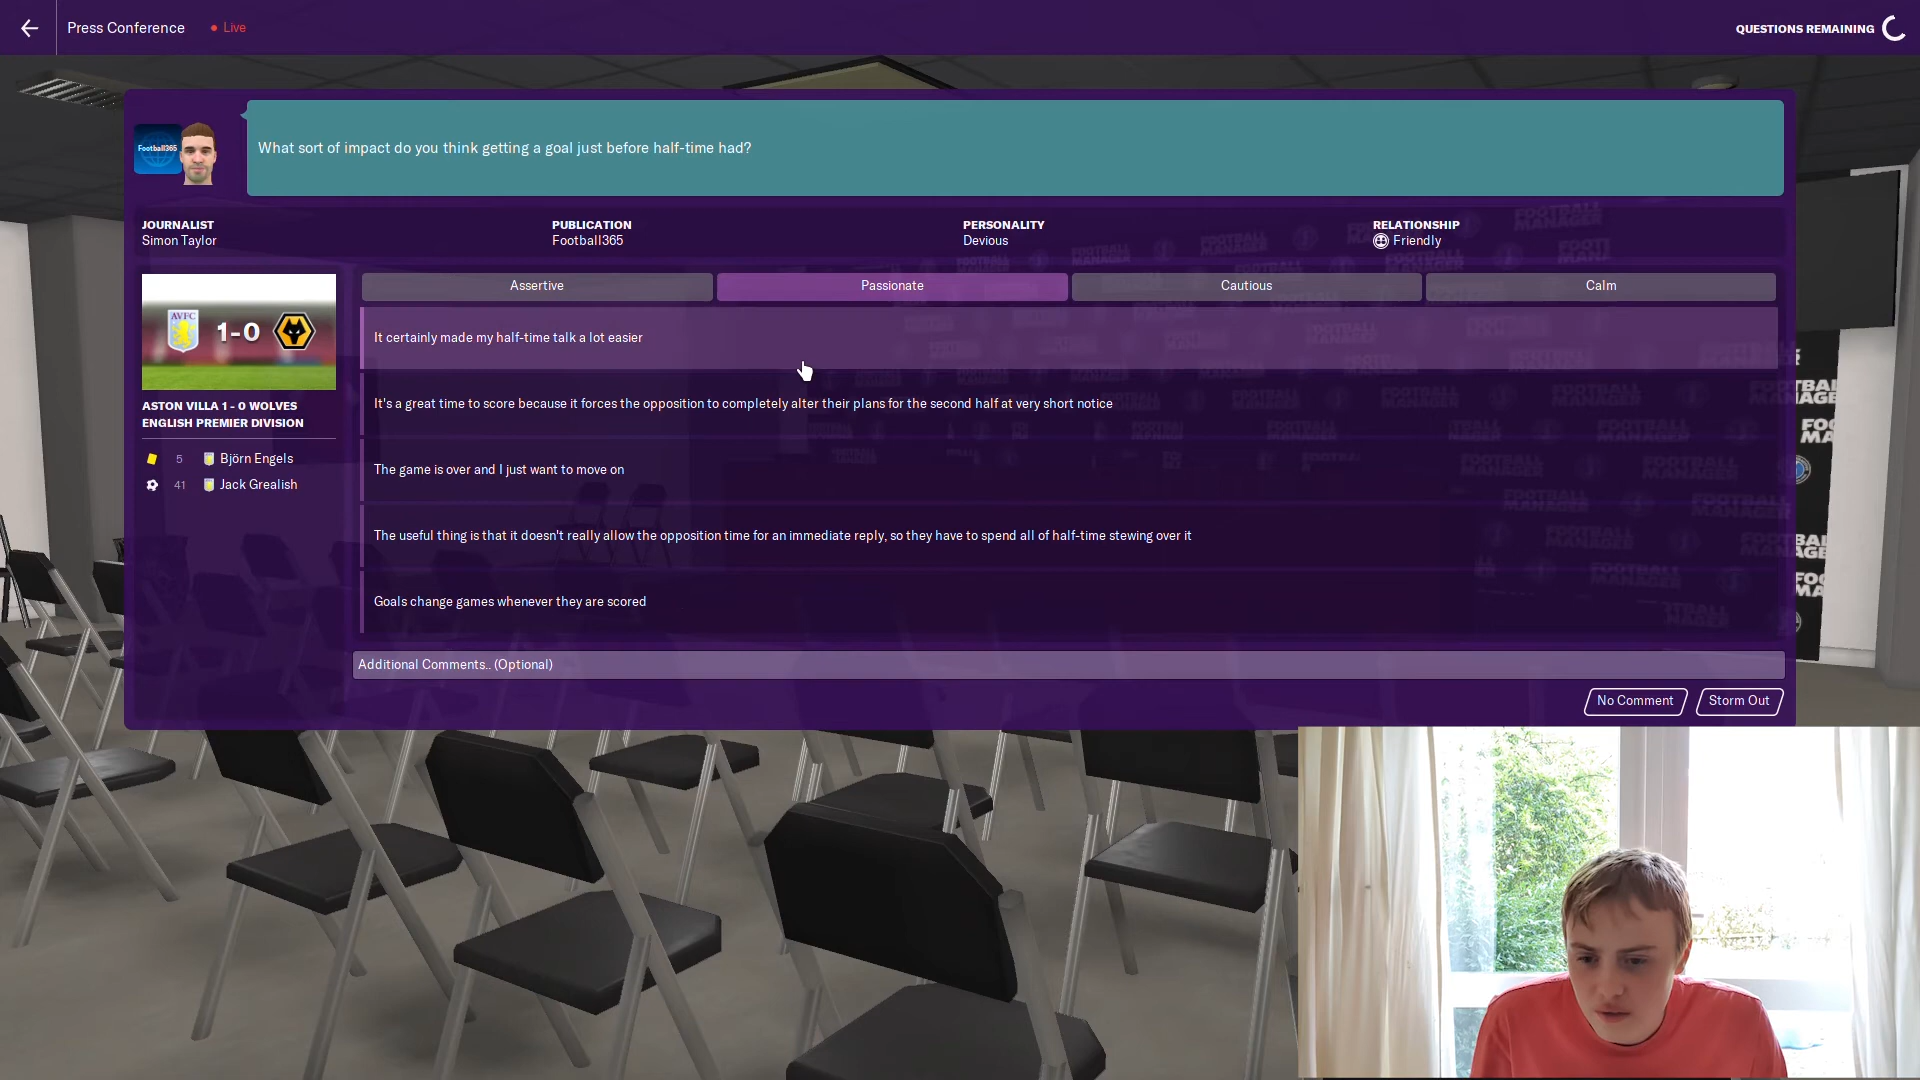 Press Conference
Live
QUESTIONS REMAINING
Football365
What sort of impact do you think getting a goal just before half-time had?
JOURNALIST
Simon Taylor
PUBLICATION
Football365
PERSONALITY
Devious
RELATIONSHIP
Friendly
AVFC
1-0
ASTON VILLA 1 - 0 WOLVES
ENGLISH PREMIER DIVISION
5 Björn Engels
41 Jack Grealish
Assertive
Passionate
Cautious
Calm
It certainly made my half-time talk a lot easier
It's a great time to score because it forces the opposition to completely alter their plans for the second half at very short notice
The game is over and I just want to move on
The useful thing is that it doesn't really allow the opposition time for an immediate reply, so they have to spend all of half-time stewing over it
Goals change games whenever they are scored
Additional Comments.. (Optional)
No Comment
Storm Out
FOOTBALL
MANAGER